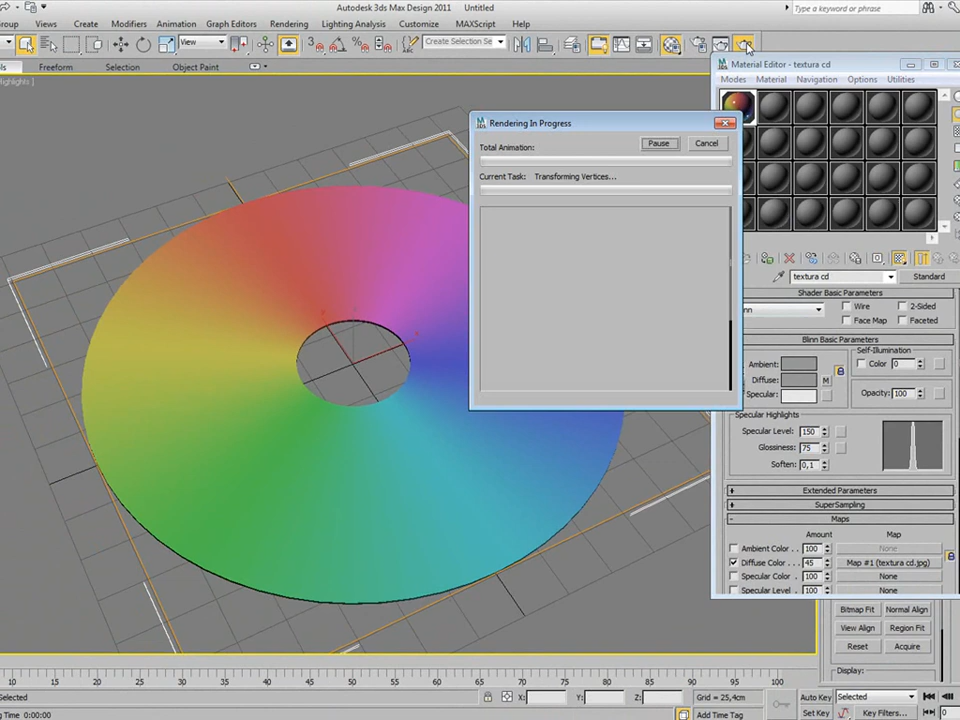 Autodesk 3ds Max Design 2011 Untitled
Type a keyword or phrase
Group Views Create Modifiers Animation Graph Editors Rendering Lighting Analysis Customize MAXScript Help
View
Create Selection Se
Freeform Selection Object Paint
Highlights ]
Material Editor - textura cd
Modes Material Navigation Options Utilities
Rendering In Progress
Total Animation:
Pause Cancel
Current Task: Transforming Vertices...
textura cd
Standard
Shader Basic Parameters
Wire 2-Sided
Face Map Faceted
Blinn Basic Parameters
Self-Illumination
Ambient:
Color 0
Diffuse: M
Specular:
Opacity: 100
Specular Highlights
Specular Level: 150
Glossiness: 75
Soften: 0,1
+ Extended Parameters
+ SuperSampling
- Maps
Amount Map
Ambient Color . . . 100 None
Diffuse Color . . . . 45 Map #1 (textura cd.jpg)
Specular Color . . 100 None
Specular Level . . 100 None
Bitmap Fit Normal Align
View Align Region Fit
Reset Acquire
Display:
10 15 20 25 30 35 40 45 50 55 60 65 70 75 80 85 90 95 100
Selected
X: Y: Z: Grid = 25,4cm
Auto Key Selected
g Time 0:00:00
Add Time Tag
Set Key Key Filters...
0